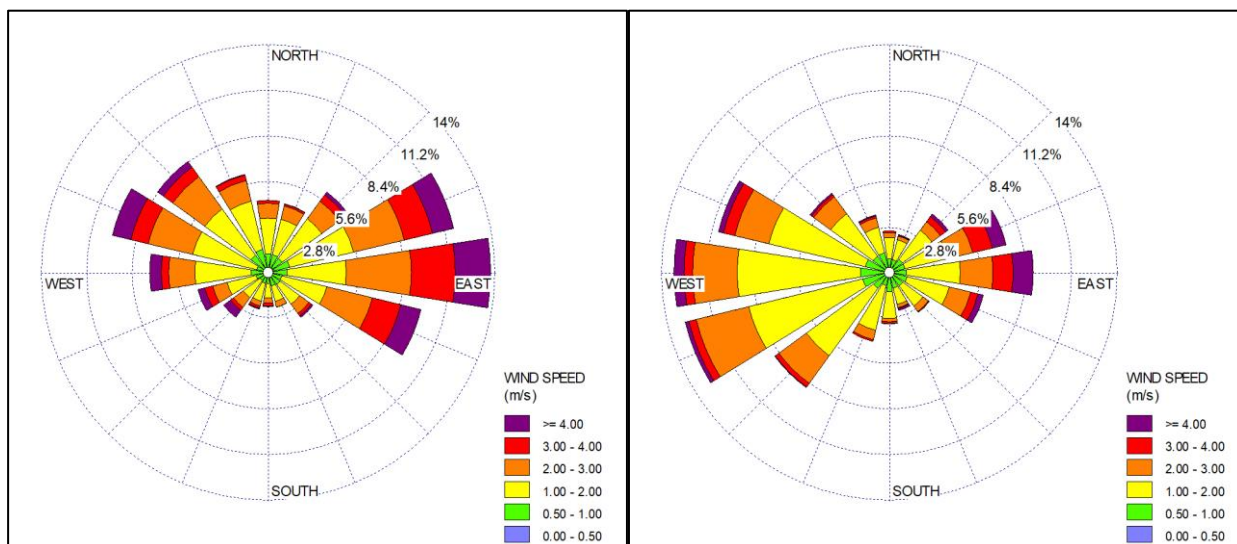 NORTH
14%
11.2%
8.4%
5.6%
2.8%
WEST
EAST
SOUTH
WIND SPEED
(m/s)
>= 4.00
3.00 - 4.00
2.00 - 3.00
1.00 - 2.00
0.50 - 1.00
0.00 - 0.50
NORTH
14%
11.2%
8.4%
5.6%
2.8%
WEST
EAST
SOUTH
WIND SPEED
(m/s)
>= 4.00
3.00 - 4.00
2.00 - 3.00
1.00 - 2.00
0.50 - 1.00
0.00 - 0.50